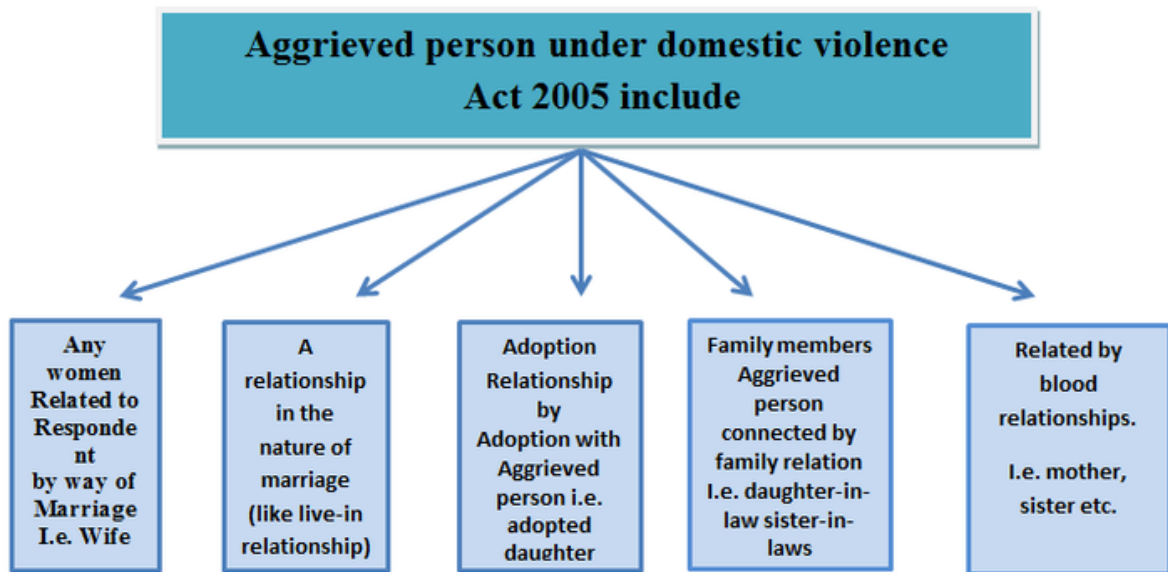 Aggrieved person under domestic violence
Act 2005 include
Any
women
Related to
Responde
nt
by way of
Marriage
I.e. Wife
A
relationship
in the
nature of
marriage
(like live-in
relationship)
Adoption
Relationship
by
Adoption with
Aggrieved
person i.e.
adopted
daughter
Family members
Aggrieved
person
connected by
family relation
I.e. daughter-in-
law sister-in-
laws
Related by
blood
relationships.
I.e. mother,
sister etc.